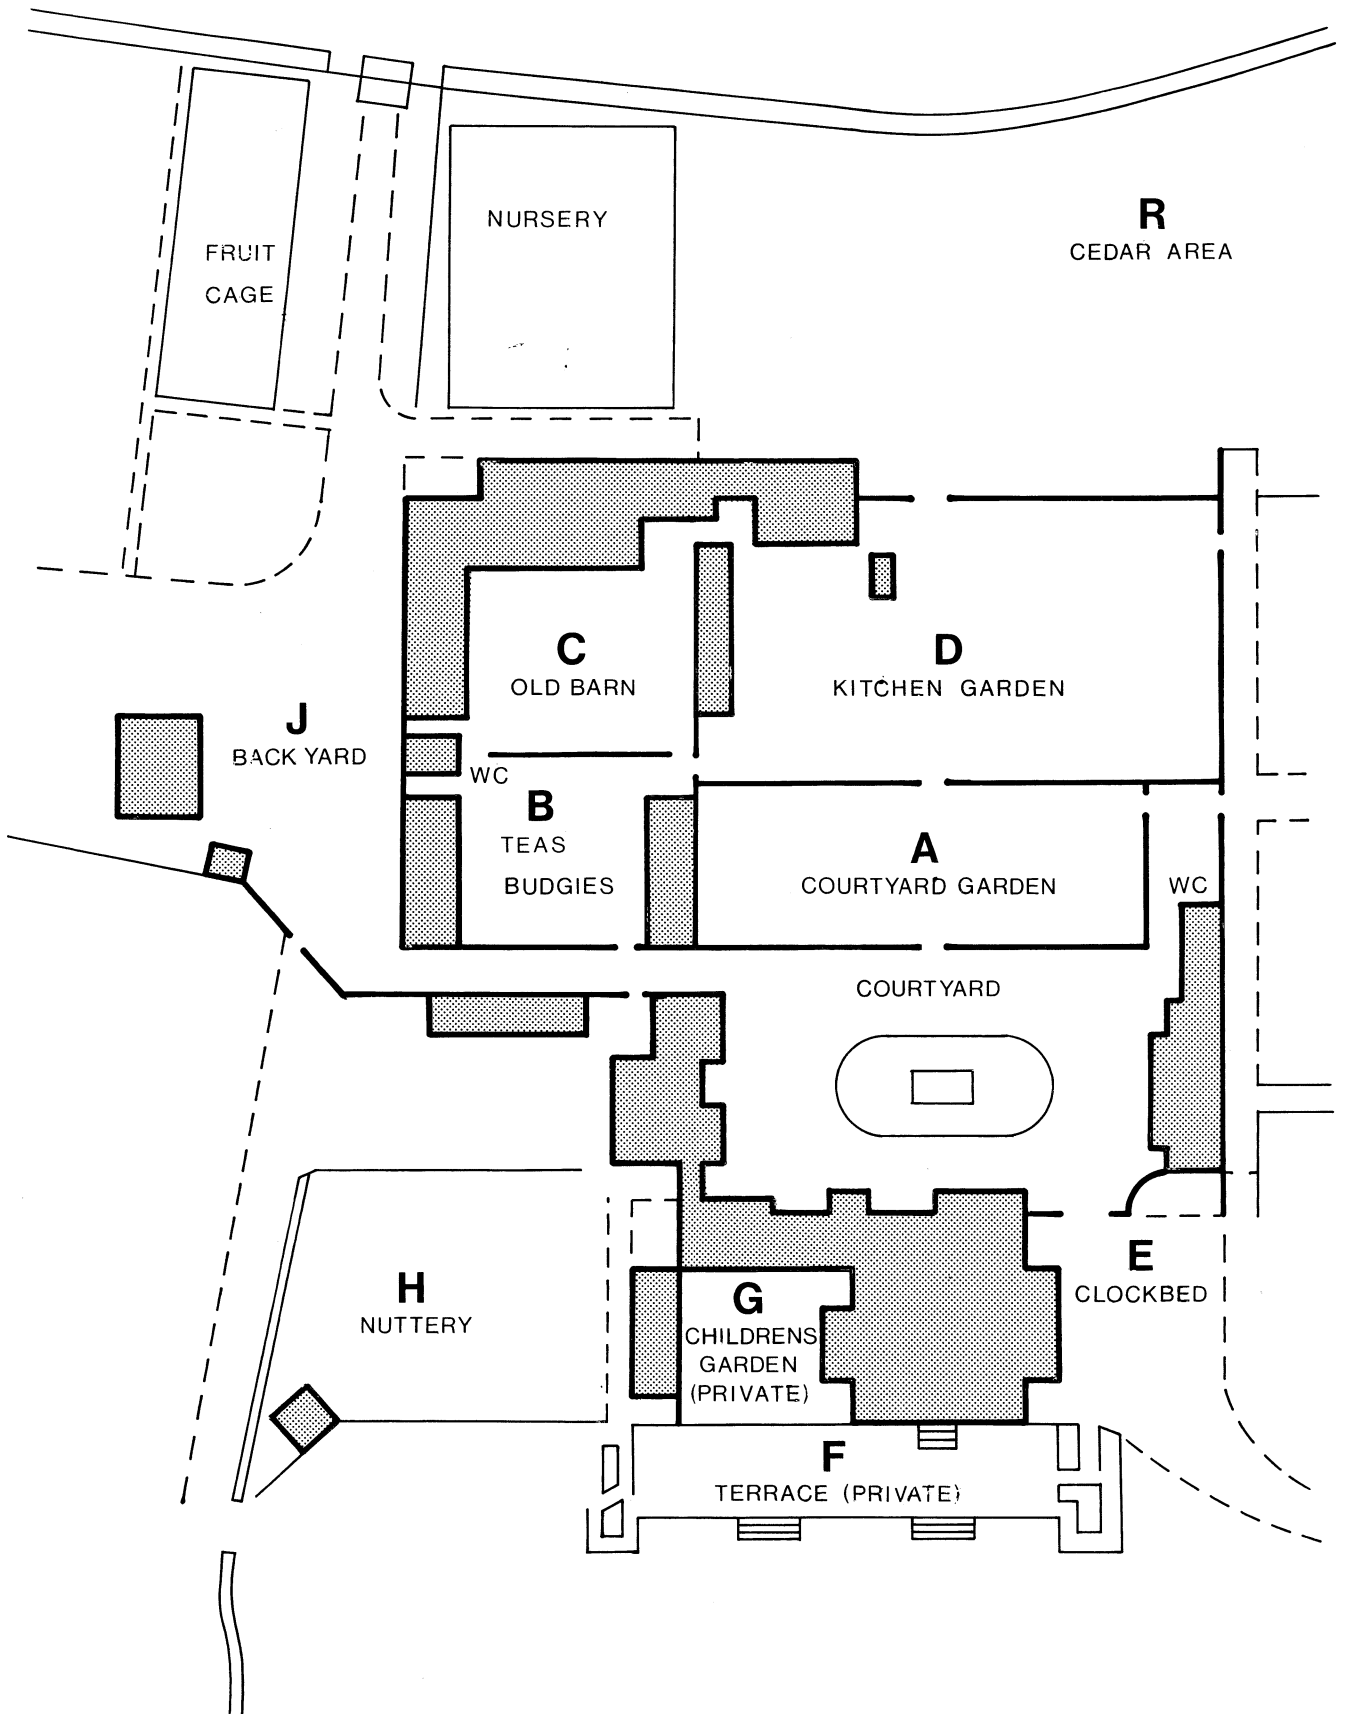 NURSERY
R
CEDAR AREA
FRUIT
CAGE
C
OLD BARN
D
KITCHEN GARDEN
J
BACK YARD
WC
B
TEAS
BUDGIES
A
COURTYARD GARDEN
WC
COURTYARD
E
CLOCKBED
H
NUTTERY
G
CHILDRENS
GARDEN
(PRIVATE)
F
TERRACE (PRIVATE)